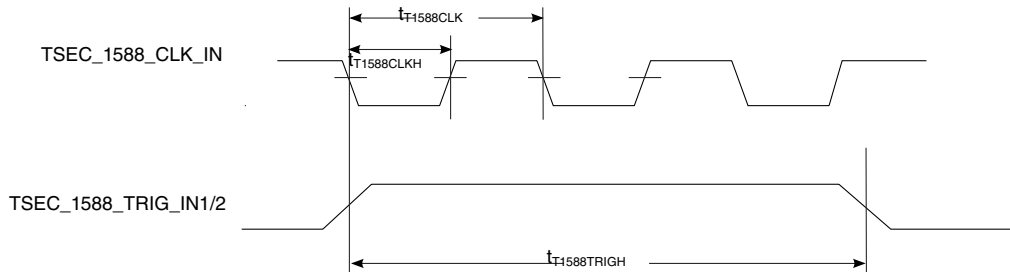 tT1588CLK
TSEC_1588_CLK_IN
tT1588CLKH
TSEC_1588_TRIG_IN1/2
tT1588TRIGH